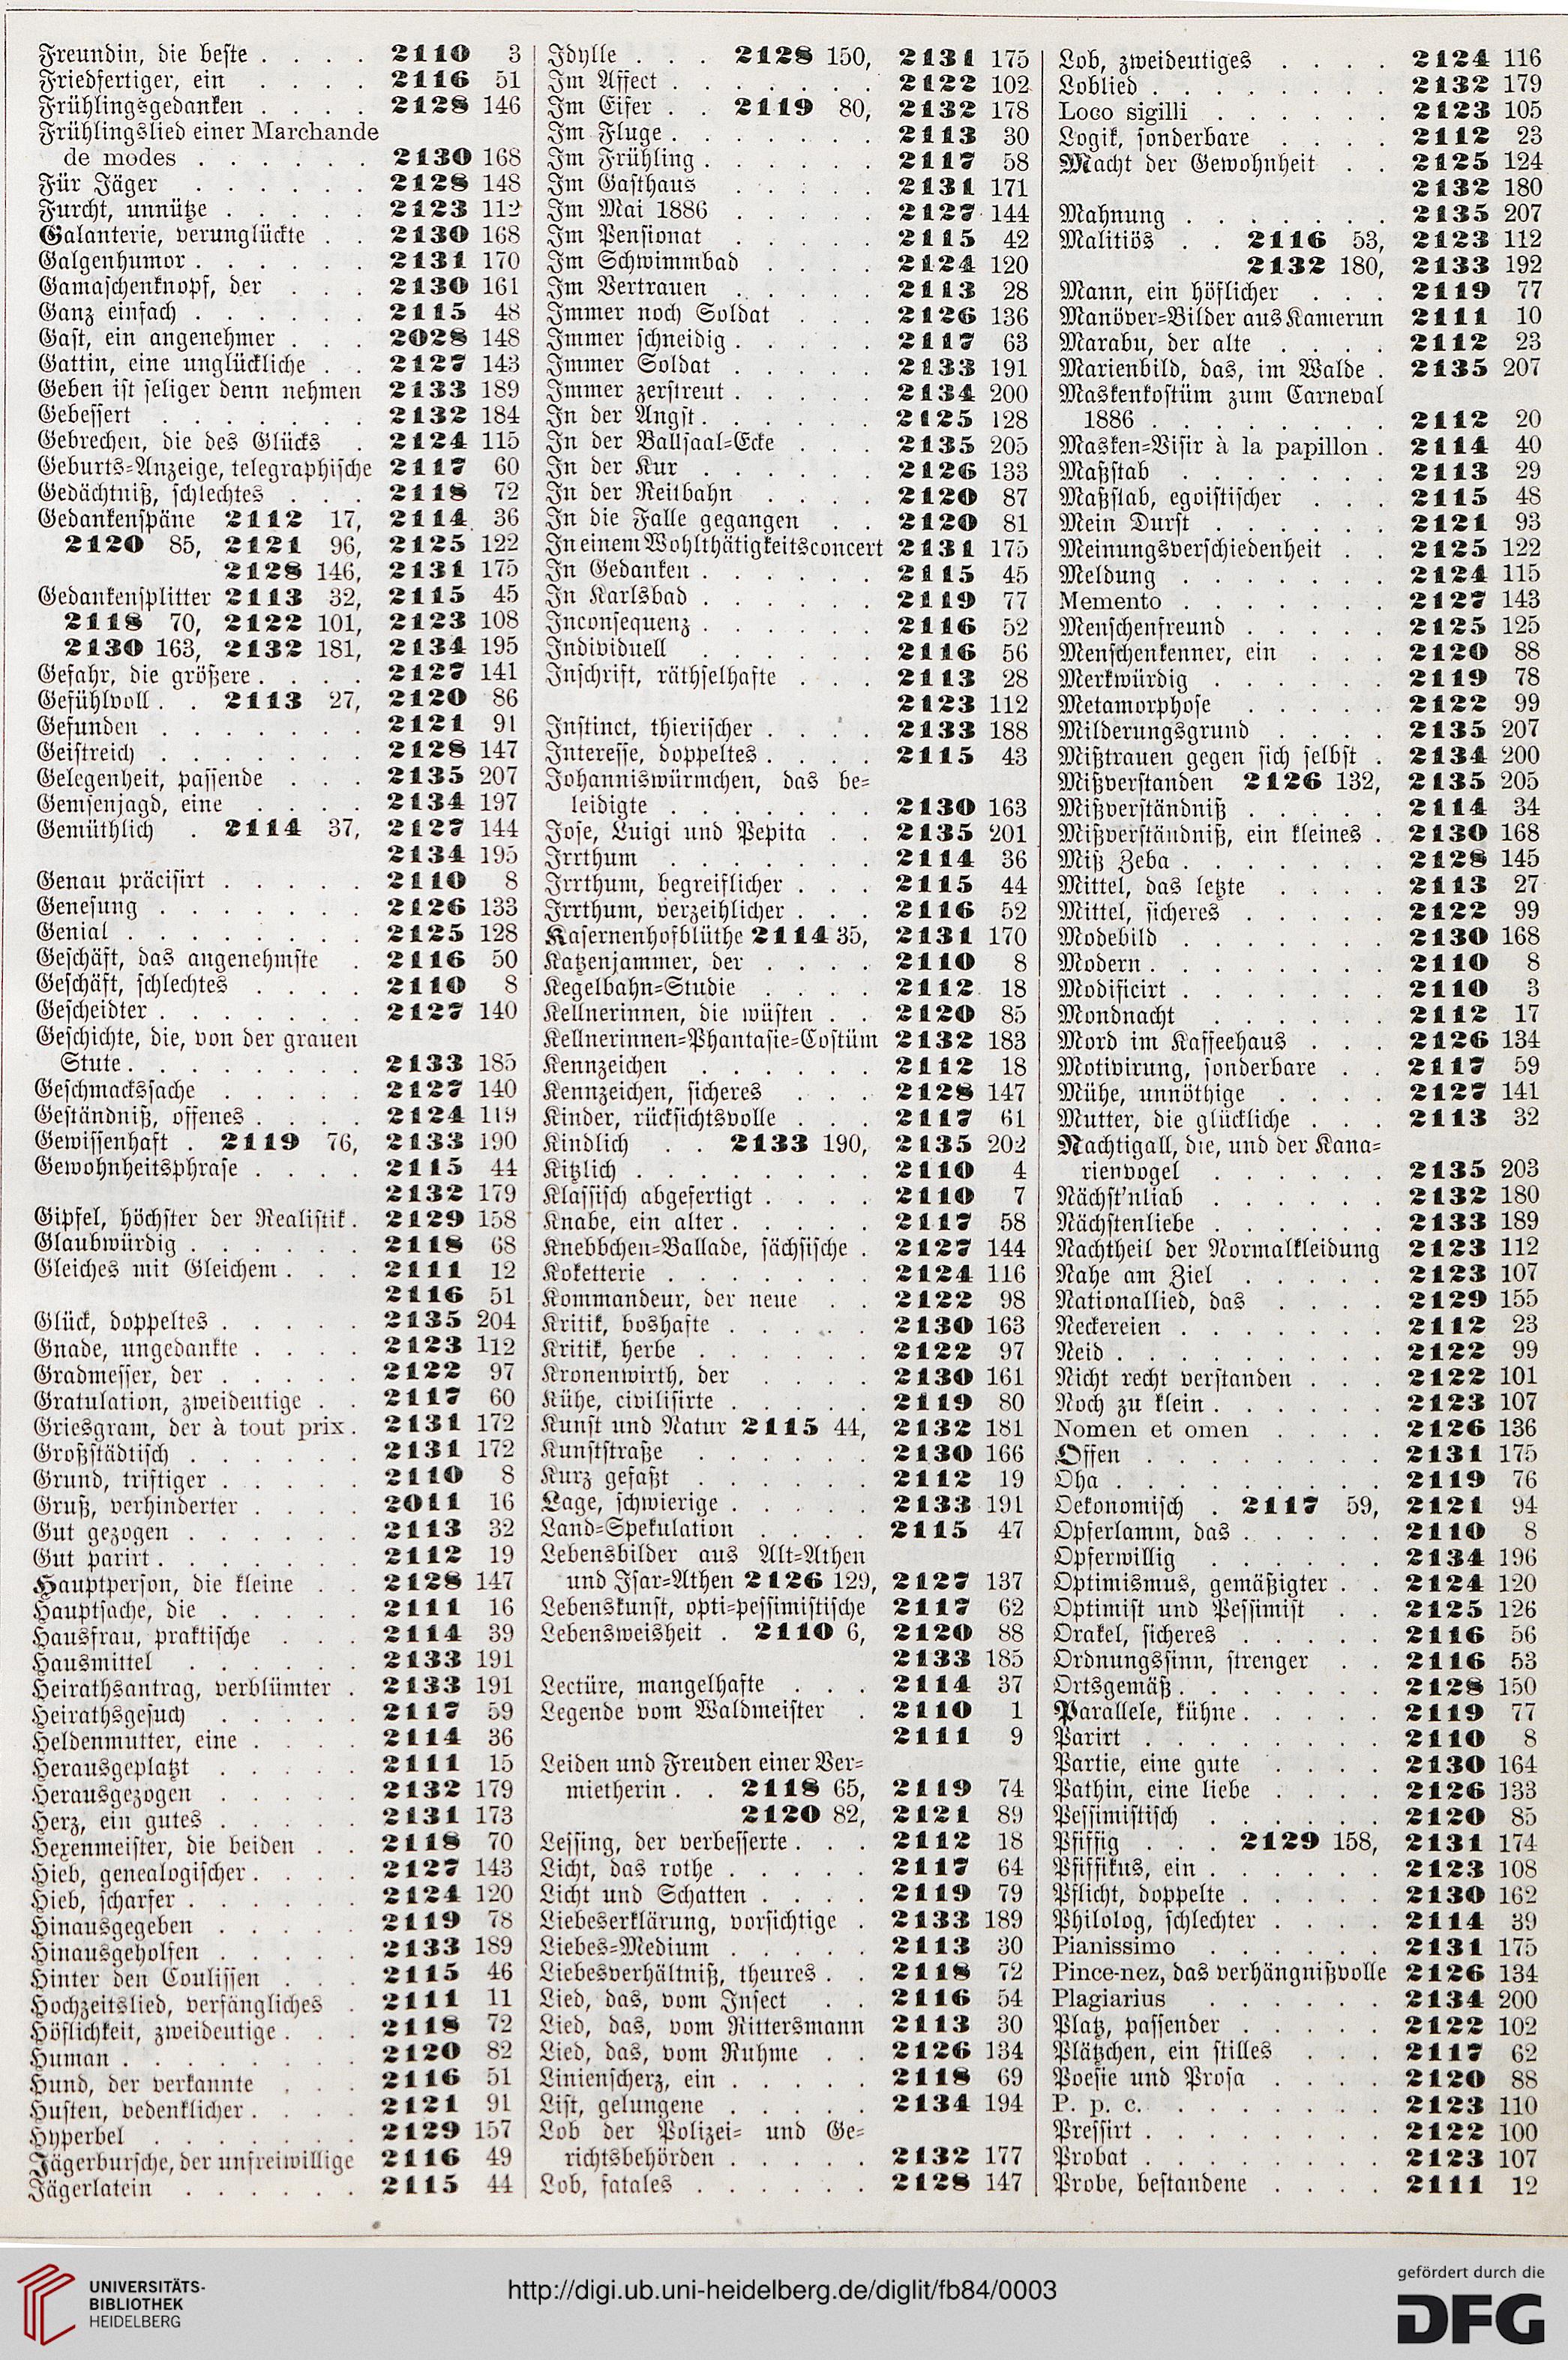 Freundin, die beste . . . . 2110 3
Friedfertiger, ein . . . . 2116 51
Frühlingsgedanken . . . . 2128 146
Frühlingslied einer Marchande
de modes . . . . . . 2130 168
Für Jäger . . . . . . 2128 148
Furcht, unnütze . . . . . 2123 112
Galanterie, verunglückte . . 2130 168
Galgenhumor . . . . . . 2131 170
Gamaschenknopf, der . . . 2130 161
Ganz einfach . . . . . . 2115 48
Gast, ein angenehmer . . . 2028 148
Gattin, eine unglückliche . . 2127 143
Geben ist seliger denn nehmen 2133 189
Gebessert . . . . . . . 2132 184
Gebrechen, die des Glücks . 2124 115
Geburts-Anzeige, telegraphische 2117 60
Gedächtniß, schlechtes . . . 2118 72
Gedankenspäne 2112 17, 2114 36
2120 85, 2121 96, 2125 122
2128 146, 2131 175
Gedankensplitter 2113 32, 2115 45
2118 70, 2122 101, 2123 108
2130 163, 2132 181, 2134 195
Gefahr, die größere . . . . 2127 141
Gefühlvoll . . 2113 27, 2120 86
Gefunden . . . . . . . 2121 91
Geistreich . . . . . . . 2128 147
Gelegenheit, passende . . . 2135 207
Gemsenjagd, eine . . . . 2134 197
Gemüthlich . 2114 37, 2127 144
2134 195
Genau präcisirt . . . . . 2110 8
Genesung . . . . . . . 2126 133
Genial . . . . . . . . 2125 128
Geschäft, das angenehmste . 2116 50
Geschäft, schlechtes . . . . 2110 8
Gescheidter . . . . . . . 2127 140
Geschichte, die, von der grauen
Stute . . . . . . . . 2133 185
Geschmackssache . . . . . 2127 140
Geständniß, offenes . . . . 2124 119
Gewissenhaft . 2119 76, 2133 190
Gewohnheitsphrase . . . . 2115 44
2132 179
Gipfel, höchster der Realistik . 2129 158
Glaubwürdig . . . . . . 2118 68
Gleiches mit Gleichem . . . 2111 12
2116 51
Glück, doppeltes . . . . . 2135 204
Gnade, ungedankte . . . . 2123 112
Gradmesser, der . . . . . 2122 97
Gratulation, zweideutige . . 2117 60
Griesgram, der à tout prix . 2131 172
Großstädtisch . . . . . . 2131 172
Grund, triftiger . . . . . 2110 8
Gruß, verhinderter . . . . 2011 16
Gut gezogen . . . . . . 2113 32
Gut parirt . . . . . . . 2112 19
Hauptperson, die kleine . . 2128 147
Hauptsache, die . . . . . 2111 16
Hausfrau, praktische . . . 2114 39
Hausmittel . . . . . . 2133 191
Heirathsantrag, verblümter . 2133 191
Heirathsgesuch . . . . . 2117 59
Heldenmutter, eine . . . . 2114 36
Herausgeplatzt . . . . . 2111 15
Herausgezogen . . . . . 2132 179
Herz, ein gutes . . . . . 2131 173
Hexenmeister, die beiden . . 2118 70
Hieb, genealogischer . . . . 2127 143
Hieb, scharfer . . . . . . 2124 120
Hinausgegeben . . . . . 2119 78
Hinausgeholfen . . . . . 2133 189
Hinter den Coulissen . . . 2115 46
Hochzeitslied, verfängliches . 2111 11
Höflichkeit, zweideutige . . . 2118 72
Human . . . . . . . . 2120 82
Hund, der verkannte . . . 2116 51
Husten, bedenklicher . . . . 2121 91
Hyperbel . . . . . . . 2129 157
Jägerbursche, der unfreiwillige 2116 49
Jägerlatein . . . . . . 2115 44
Idylle . . . 2128 150, 2131 175
Im Affect . . . . . . . 2122 102
Im Eifer . . 2119 80, 2132 178
Im Fluge . . . . . . . 2113 30
Im Frühling . . . . . . 2117 58
Im Gasthaus . . . . . 2131 171
Im Mai 1886 . . . . . 2127 144
Im Pensionat . . . . . 2115 42
Im Schwimmbad . . . . 2124 120
Im Vertrauen . . . . . 2113 28
Immer noch Soldat . . . 2126 136
Immer schneidig . . . . . 2117 63
Immer Soldat . . . . . 2133 191
Immer zerstreut . . . . . 2134 200
In der Angst . . . . . . 2125 128
In der Ballsaal-Ecke . . . 2135 205
In der Kur . . . . . . 2126 133
In der Reitbahn . . . . 2120 87
In die Falle gegangen . . 2120 81
In einem Wohlthätigkeitsconcert 2131 175
In Gedanken . . . . . . 2115 45
In Karlsbad . . . . . . 2119 77
Inconsequenz . . . . . . 2116 52
Individuell . . . . . . 2116 56
Inschrift, räthselhafte . . . 2113 28
2123 112
Instinct, thierischer . . . . 2133 188
Interesse, doppeltes . . . . 2115 43
Johanniswürmchen, das be-
leidigte . . . . . . . 2130 163
Jose, Luigi und Pepita . . 2135 201
Irrthum . . . . . . . 2114 36
Irrthum, begreiflicher . . . 2115 44
Irrthum, verzeihlicher . . . 2116 52
Kasernenhofblüthe 2114 35, 2131 170
Katzenjammer, der . . . . 2110 8
Kegelbahn-Studie . . . . 2112 18
Kellnerinnen, die wüsten . . 2120 85
Kellnerinnen-Phantasie-Costüm 2132 183
Kennzeichen . . . . . . 2112 18
Kennzeichen, sicheres . . . 2128 147
Kinder, rücksichtsvolle . . . 2117 61
Kindlich . . 2133 190, 2135 202
Kitzlich . . . . . . . . 2110 4
Klassisch abgefertigt . . . . 2110 7
Knabe, ein alter . . . . . 2117 58
Knebbchen-Ballade, sächsische . 2127 144
Koketterie . . . . . . . 2124 116
Kommandeur, der neue . . 2122 98
Kritik, boshafte . . . . . 2130 163
Kritik, herbe . . . . . . 2122 97
Kronenwirth, der . . . . 2130 161
Kühe, civilisirte . . . . . 2119 80
Kunst und Natur 2115 44, 2132 181
Kunststraße . . . . . . 2130 166
Kurz gefaßt . . . . . . 2112 19
Lage, schwierige . . . . . 2133 191
Land-Spekulation . . . . 2115 47
Lebensbilder aus Alt-Athen
und Isar-Athen 2126 129, 2127 137
Lebenskunst, opti-pessimistische 2117 62
Lebensweisheit . 2110 6, 2120 88
2133 185
Lectüre, mangelhafte . . . 2114 37
Legende vom Waldmeister . 2110 1
2111 9
Leiden und Freuden einer Ver-
mietherin . . 2118 65, 2119 74
2120 82, 2121 89
Lessing, der verbesserte . . . 2112 18
Licht, das rothe . . . . . 2117 64
Licht und Schatten . . . . 2119 79
Liebeserklärung, vorsichtige . 2133 189
Liebes-Medium . . . . . 2113 30
Liebesverhältniß, theures . . 2118 72
Lied, das, vom Insect . . 2116 54
Lied, das, vom Rittersmann 2113 30
Lied, das, vom Ruhme . . 2126 134
Linienscherz, ein . . . . . 2118 69
List, gelungene . . . . . 2134 194
Lob der Polizei- und Ge-
richtsbehörden . . . . . 2132 177
Lob, fatales . . . . . . 2128 147
Lob, zweideutiges . . . . 2124 116
Loblied . . . . . . . . 2132 179
Loco sigilli . . . . . . 2123 105
Logik, sonderbare . . . . 2112 23
Macht der Gewohnheit . . 2125 124
2132 180
Mahnung . . . . . . . 2135 207
Malitiös . . 2116 53, 2123 112
2132 180, 2133 192
Mann, ein höflicher . . . 2119 77
Manöver-Bilder aus Kamerun 2111 10
Marabu, der alte . . . . 2112 23
Marienbild, das, im Walde . 2135 207
Maskenkostüm zum Carneval
1886 . . . . . . . . 2112 20
Masken-Visir à la papillon . 2114 40
Maßstab . . . . . . . 2113 29
Maßstab, egoistischer . . . 2115 48
Mein Durst . . . . . . 2121 93
Meinungsverschiedenheit . . 2125 122
Meldung . . . . . . . 2124 115
Memento . . . . . . . 2127 143
Menschenfreund . . . . . 2125 125
Menschenkenner, ein . . . 2120 88
Merkwürdig . . . . . . 2119 78
Metamorphose . . . . . 2122 99
Milderungsgrund . . . . 2135 207
Mißtrauen gegen sich selbst . 2134 200
Mißverstanden 2126 132, 2135 205
Mißverständniß . . . . . 2114 34
Mißverständniß, ein kleines . 2130 168
Miß Zeba . . . . . . . 2128 145
Mittel, das letzte . . . . 2113 27
Mittel, sicheres . . . . . 2122 99
Modebild . . . . . . . 2130 168
Modern . . . . . . . . 2110 8
Modificirt . . . . . . . 2110 3
Mondnacht . . . . . . 2112 17
Mord im Kaffeehaus . . . 2126 134
Motivirung, sonderbare . . 2117 59
Mühe, unnöthige . . . . 2127 141
Mutter, die glückliche . . . 2113 32
Nachtigall, die, und der Kana-
rienvogel . . . . . . 2135 203
Nächst'nliab . . . . . . 2132 180
Nächstenliebe . . . . . . 2133 189
Nachtheil der Normalkleidung 2123 112
Nahe am Ziel . . . . . 2123 107
Nationallied, das . . . . 2129 155
Neckereien . . . . . . . 2112 23
Neid . . . . . . . . . 2122 99
Nicht recht verstanden . . . 2122 101
Noch zu klein . . . . . . 2123 107
Nomen et omen . . . . 2126 136
Offen . . . . . . . . 2131 175
Oha . . . . . . . . . 2119 76
Oekonomisch . 2117 59, 2121 94
Opferlamm, das . . . . . 2110 8
Opferwillig . . . . . . 2134 196
Optimismus, gemäßigter . . 2124 120
Optimist und Pessimist . . 2125 126
Orakel, sicheres . . . . . 2116 56
Ordnungssinn, strenger . . 2116 53
Ortsgemäß . . . . . . . 2128 150
Parallele, kühne . . . . . 2119 77
Parirt . . . . . . . . 2110 8
Partie, eine gute . . . . 2130 164
Pathin, eine liebe . . . . 2126 133
Pessimistisch . . . . . . 2120 85
Pfiffig . . . 2129 158, 2131 174
Pfiffikus, ein . . . . . . 2123 108
Pflicht, doppelte . . . . . 2130 162
Philolog, schlechter . . . . 2114 39
Pianissimo . . . . . . 2131 175
Pince-nez, das verhängnißvolle 2126 134
Plagiarius . . . . . . 2134 200
Platz, passender . . . . . 2122 102
Plätzchen, ein stilles . . . 2117 62
Poesie und Prosa . . . . 2120 88
P. p. c. . . . . . . . 2123 110
Pressirt . . . . . . . . 2122 100
Probat . . . . . . . . 2123 107
Probe, bestandene . . . . 2111 12
UNIVERSITÄTS-
BIBLIOTHEK
HEIDELBERG
http://digi.ub.uni-heidelberg.de/diglit/fb84/0003
gefördert durch die
DFG